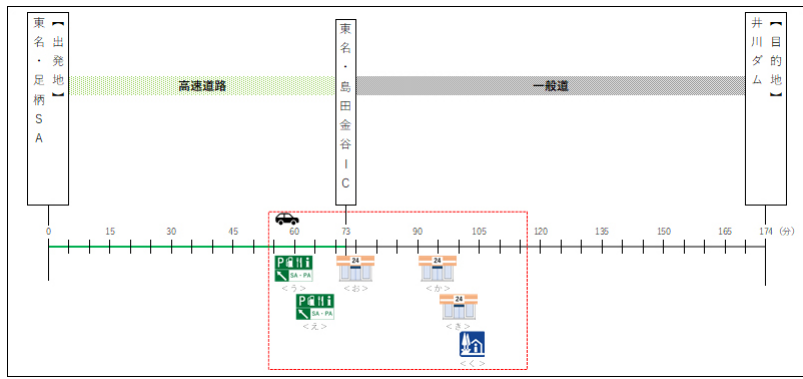 【出発地】
東名・足柄SA
東名・島田金谷IC
【目的地】
井川ダム
高速道路
一般道
0 15 30 45 60 73 90 105 120 135 150 165 174 (分)
P SA・PA
24
24
<う>
<お>
<か>
P SA・PA
24
<え>
<き>
<く>